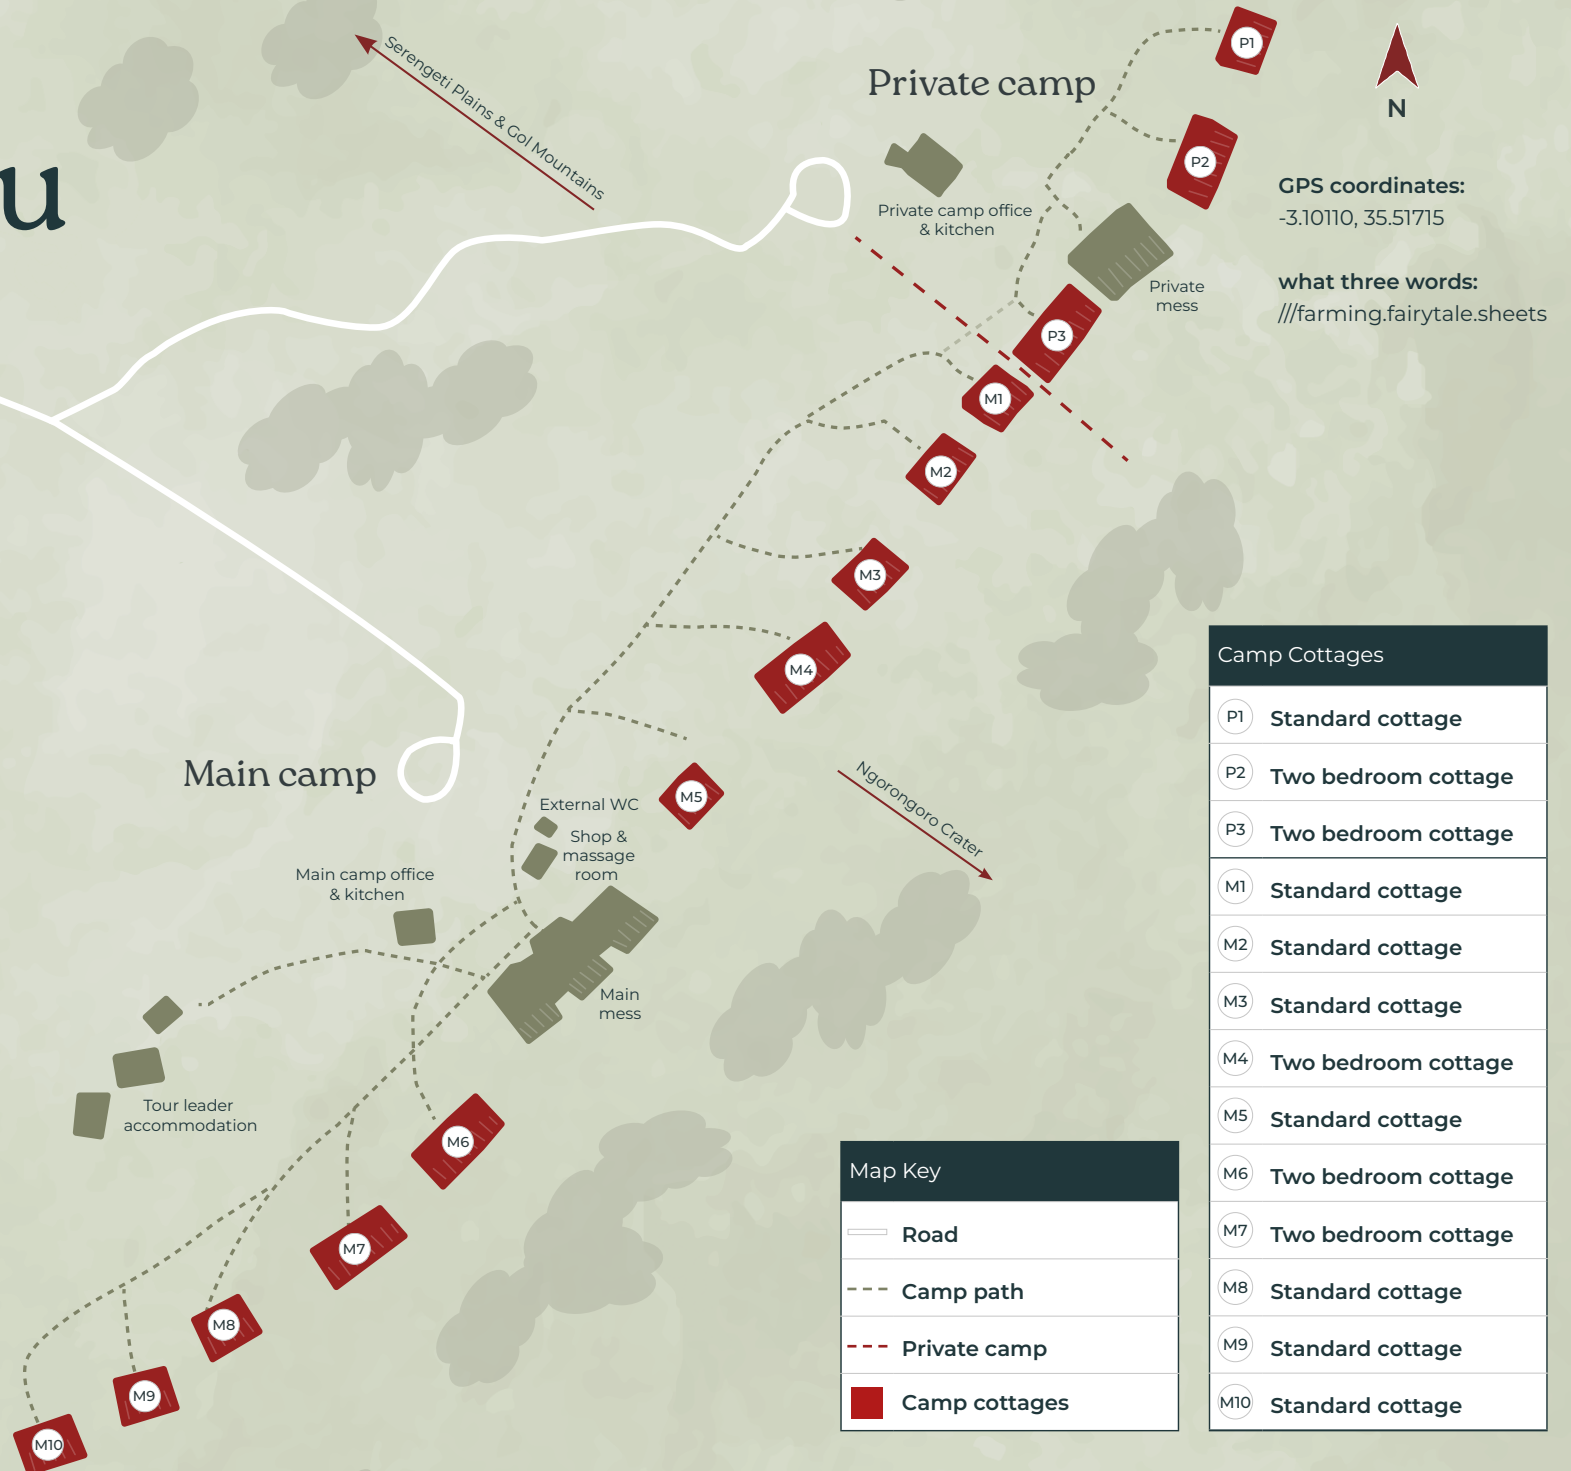 u
Serengeti Plains & Gol Mountains
Private camp
P1
N
P2
GPS coordinates:
-3.10110, 35.51715
Private camp office
& kitchen
what three words:
///farming.fairytale.sheets
Private
mess
P3
M1
M2
M3
M4
Main camp
M5
Ngorongoro Crater
External WC
Shop &
massage
room
Main camp office
& kitchen
Main
mess
Tour leader
accommodation
M6
M7
M8
M9
M10
Map Key
Road
Camp path
Private camp
Camp cottages
Camp Cottages
P1 Standard cottage
P2 Two bedroom cottage
P3 Two bedroom cottage
M1 Standard cottage
M2 Standard cottage
M3 Standard cottage
M4 Two bedroom cottage
M5 Standard cottage
M6 Two bedroom cottage
M7 Two bedroom cottage
M8 Standard cottage
M9 Standard cottage
M10 Standard cottage